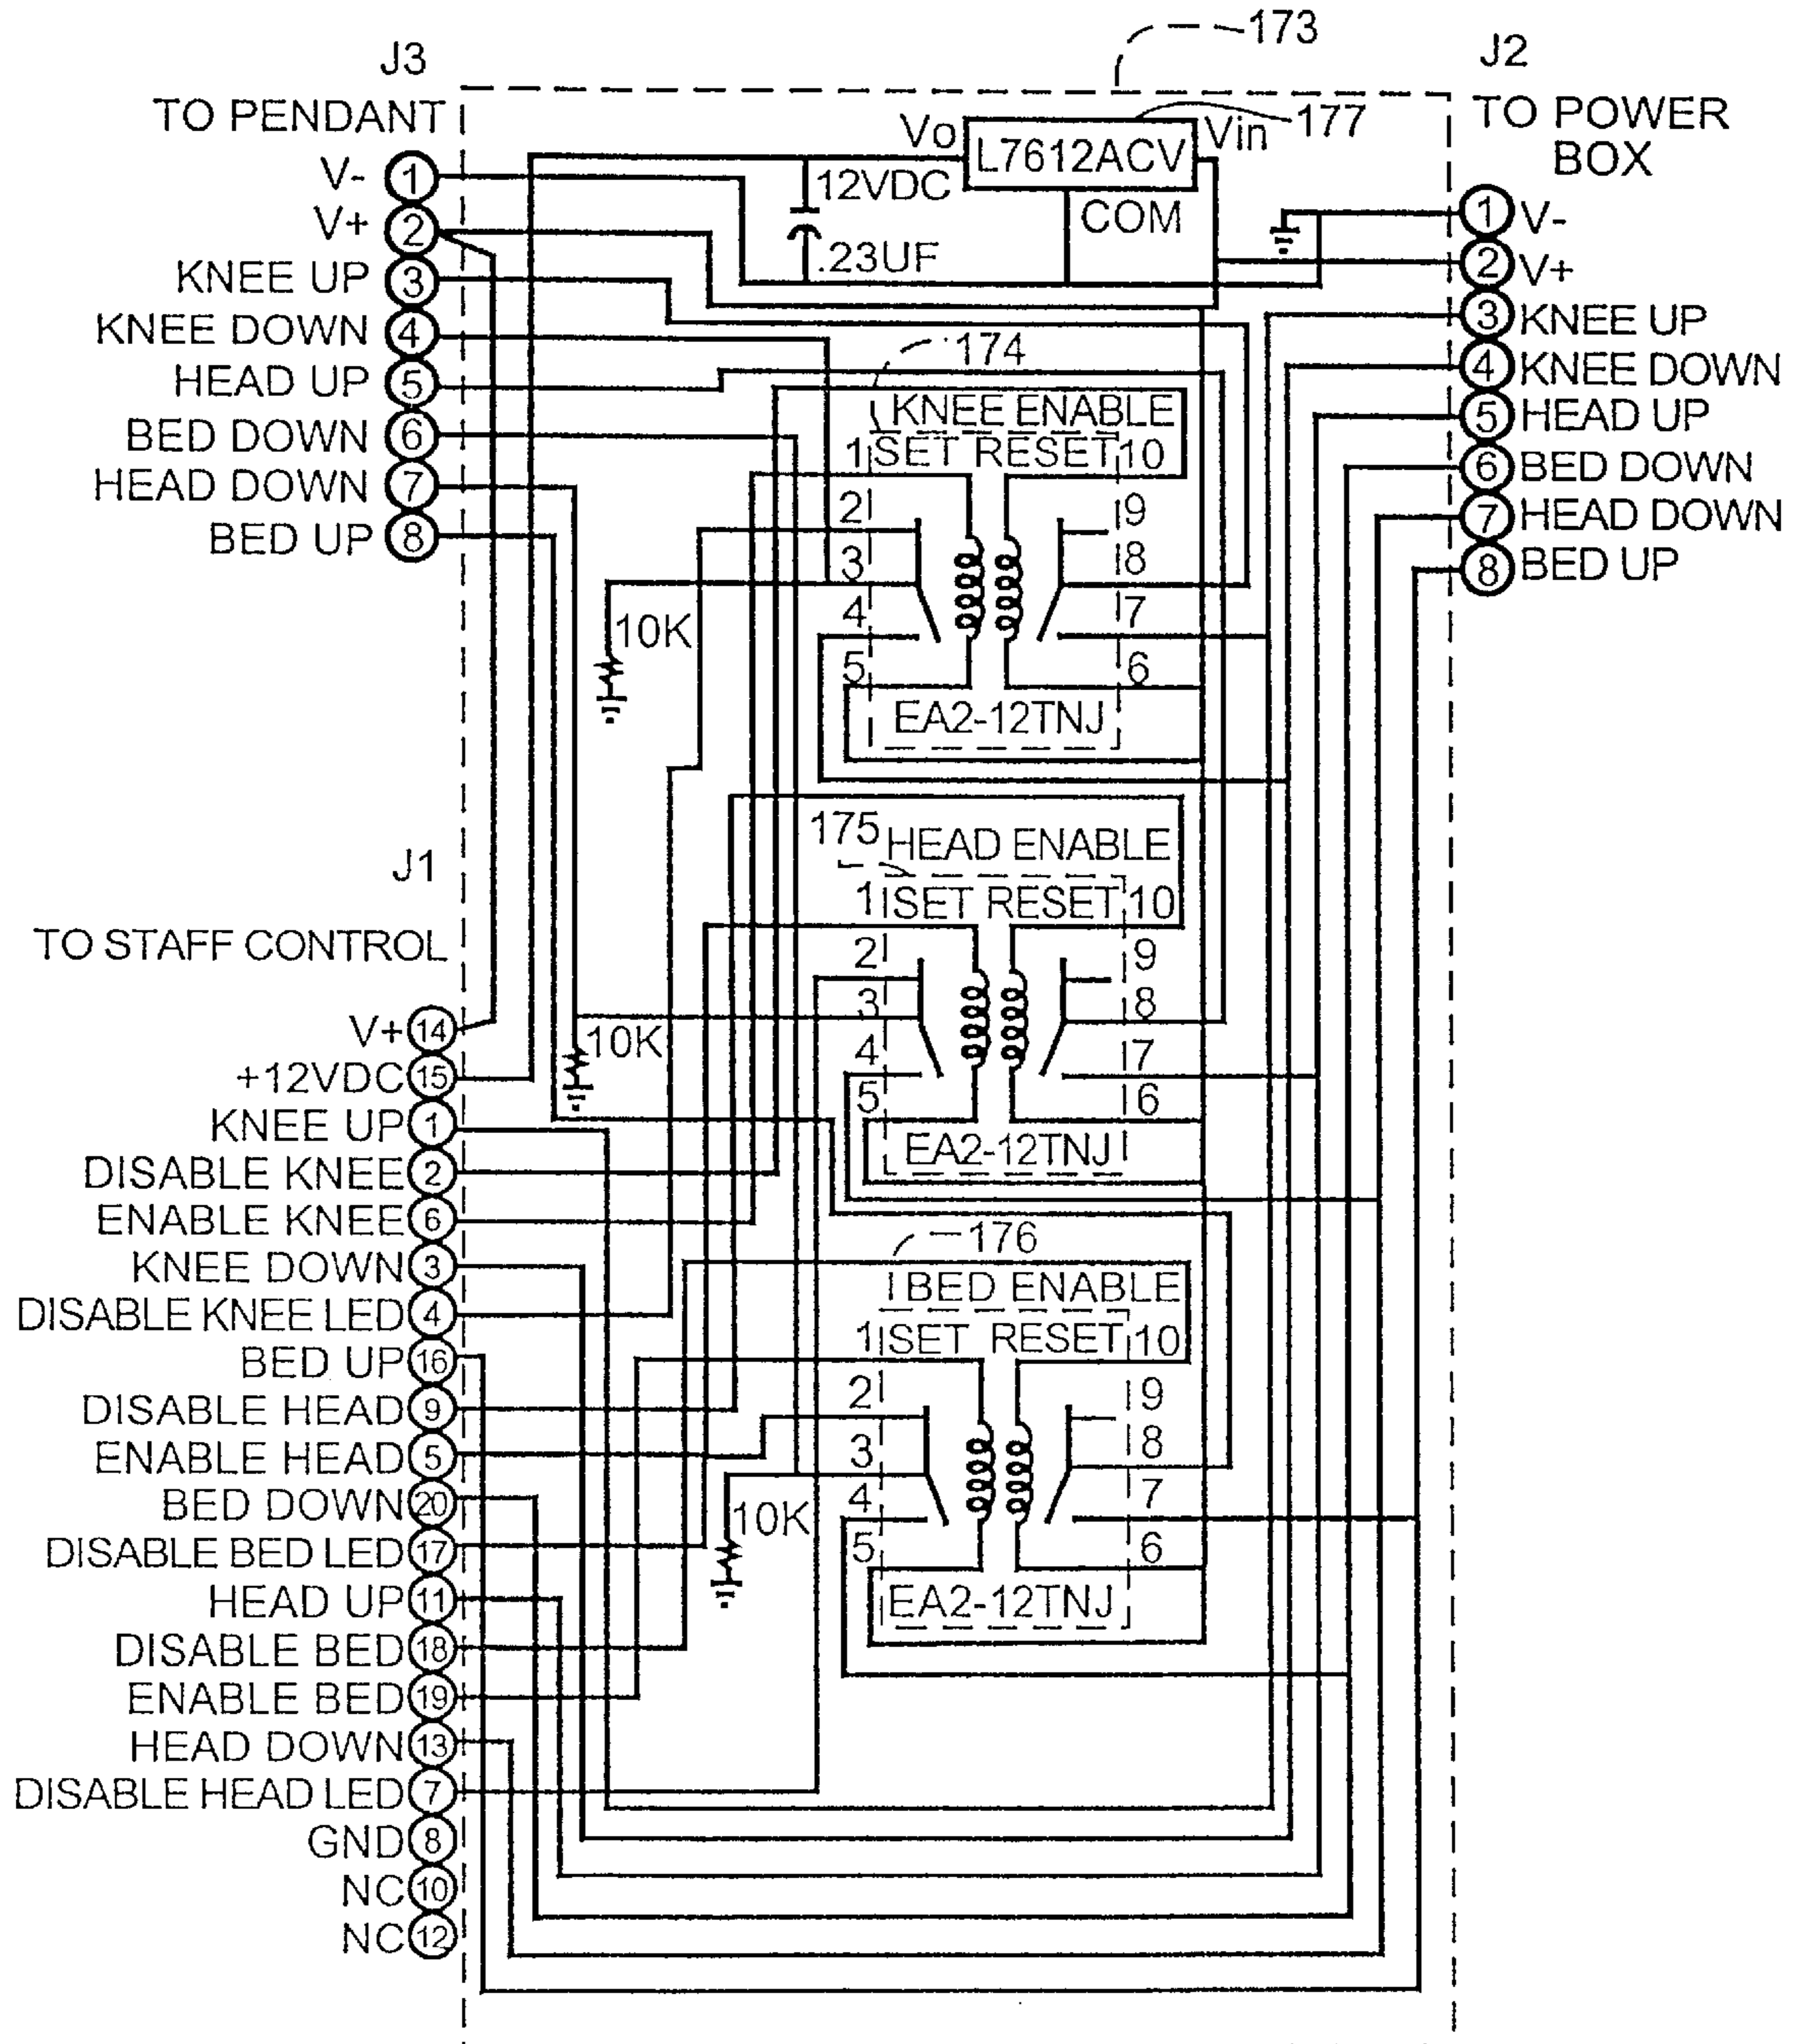 173
J3
J2
TO PENDANT
TO POWER
BOX
177
Vo
L7612ACV
Vin
12VDC
COM
.23UF
V- 1
V+ 2
KNEE UP 3
KNEE DOWN 4
HEAD UP 5
BED DOWN 6
HEAD DOWN 7
BED UP 8
1 V-
2 V+
3 KNEE UP
4 KNEE DOWN
5 HEAD UP
6 BED DOWN
7 HEAD DOWN
8 BED UP
174
KNEE ENABLE
1 SET RESET 10
2 9
3 8
4 7
5 6
10K
EA2-12TNJ
175
HEAD ENABLE
1 SET RESET 10
2 9
3 8
4 7
5 6
10K
EA2-12TNJ
176
BED ENABLE
1 SET RESET 10
2 9
3 8
4 7
5 6
10K
EA2-12TNJ
J1
TO STAFF CONTROL
V+ 14
+12VDC 15
KNEE UP 1
DISABLE KNEE 2
ENABLE KNEE 6
KNEE DOWN 3
DISABLE KNEE LED 4
BED UP 16
DISABLE HEAD 9
ENABLE HEAD 5
BED DOWN 20
DISABLE BED LED 17
HEAD UP 11
DISABLE BED 18
ENABLE BED 19
HEAD DOWN 13
DISABLE HEAD LED 7
GND 8
NC 10
NC 12